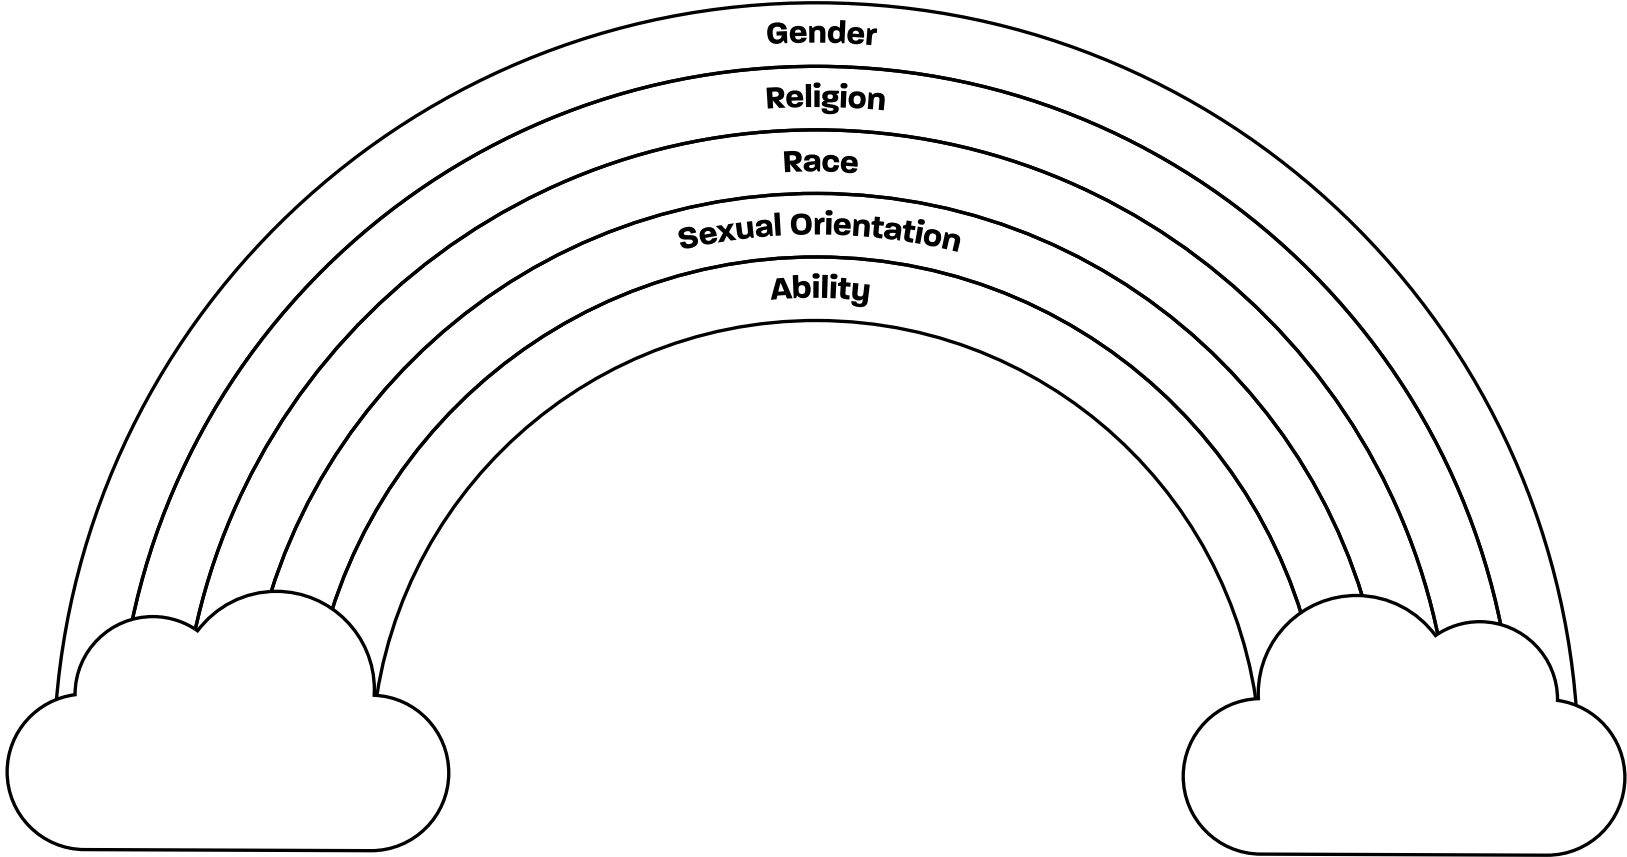 Gender
Religion
Race
Sexual Orientation
Ability